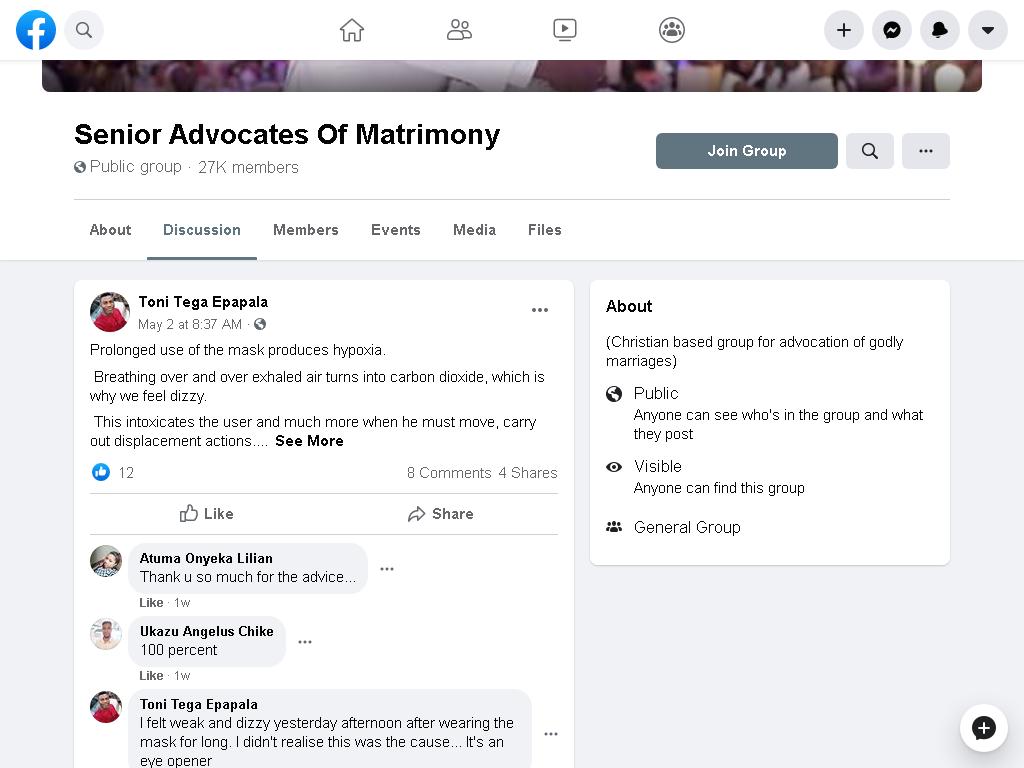 Senior Advocates Of Matrimony
Public group · 27K members
Join Group
About
Discussion
Members
Events
Media
Files
Toni Tega Epapala
May 2 at 8:37 AM ·
Prolonged use of the mask produces hypoxia.
Breathing over and over exhaled air turns into carbon dioxide, which is
why we feel dizzy.
This intoxicates the user and much more when he must move, carry
out displacement actions.... See More
12
8 Comments 4 Shares
Like
Share
Atuma Onyeka Lilian
Thank u so much for the advice...
Like · 1w
Ukazu Angelus Chike
100 percent
Like · 1w
Toni Tega Epapala
I felt weak and dizzy yesterday afternoon after wearing the
mask for long. I didn't realise this was the cause... It's an
eye opener
About
(Christian based group for advocation of godly
marriages)
Public
Anyone can see who's in the group and what
they post
Visible
Anyone can find this group
General Group